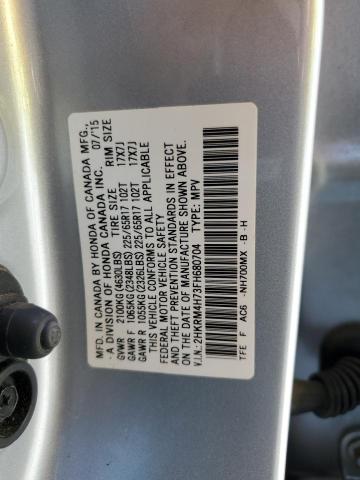 MFD. IN CANADA BY HONDA OF CANADA MFG.,
- A DIVISION OF HONDA CANADA INC. 07/15
TIRE SIZE RIM SIZE
GVWR 2100KG(4630LBS)
GAWR F 1065KG(2348LBS) 225/65R17 102T 17X7J
GAWR R 1055KG(2326LBS) 225/65R17 102T 17X7J
THIS VEHICLE CONFORMS TO ALL APPLICABLE
FEDERAL MOTOR VEHICLE SAFETY
AND THEFT PREVENTION STANDARDS IN EFFECT
ON THE DATE OF MANUFACTURE SHOWN ABOVE.
V.I.N.: 2HKRM4H73FH680704 TYPE: MPV
TFE F AC6 -NH700MX -B-H